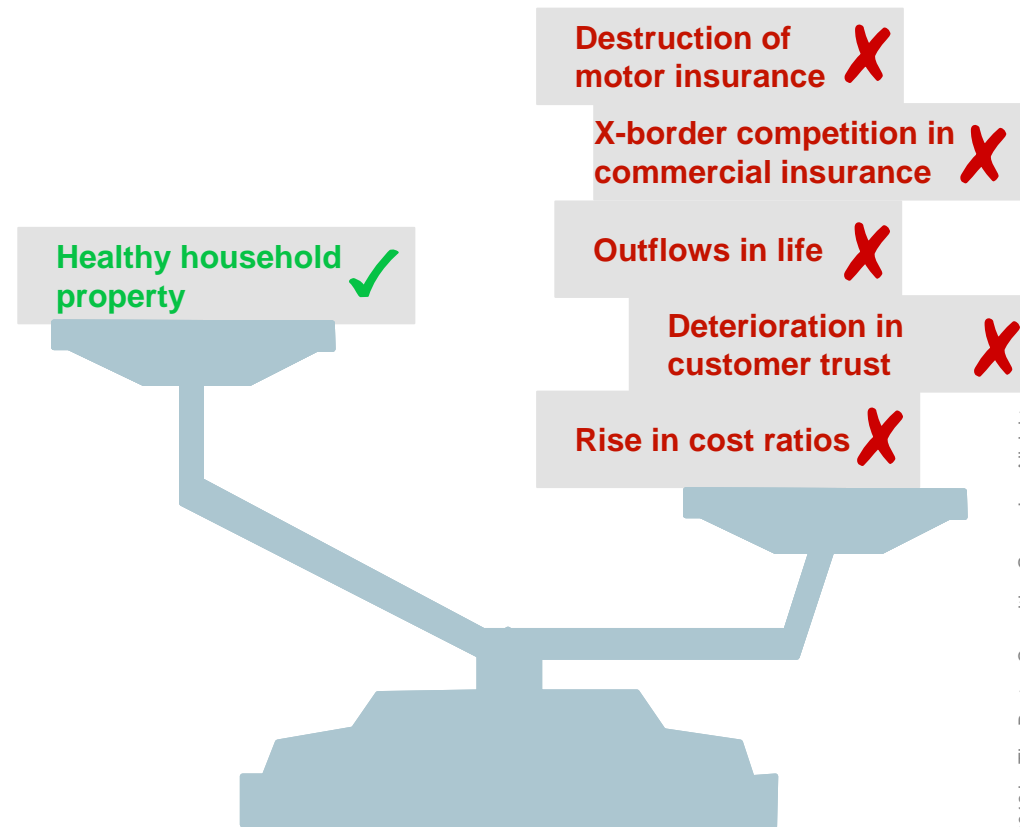 Destruction of
motor insurance
X-border competition in
commercial insurance
Healthy household
property
Outflows in life
Deterioration in
customer trust
Rise in cost ratios